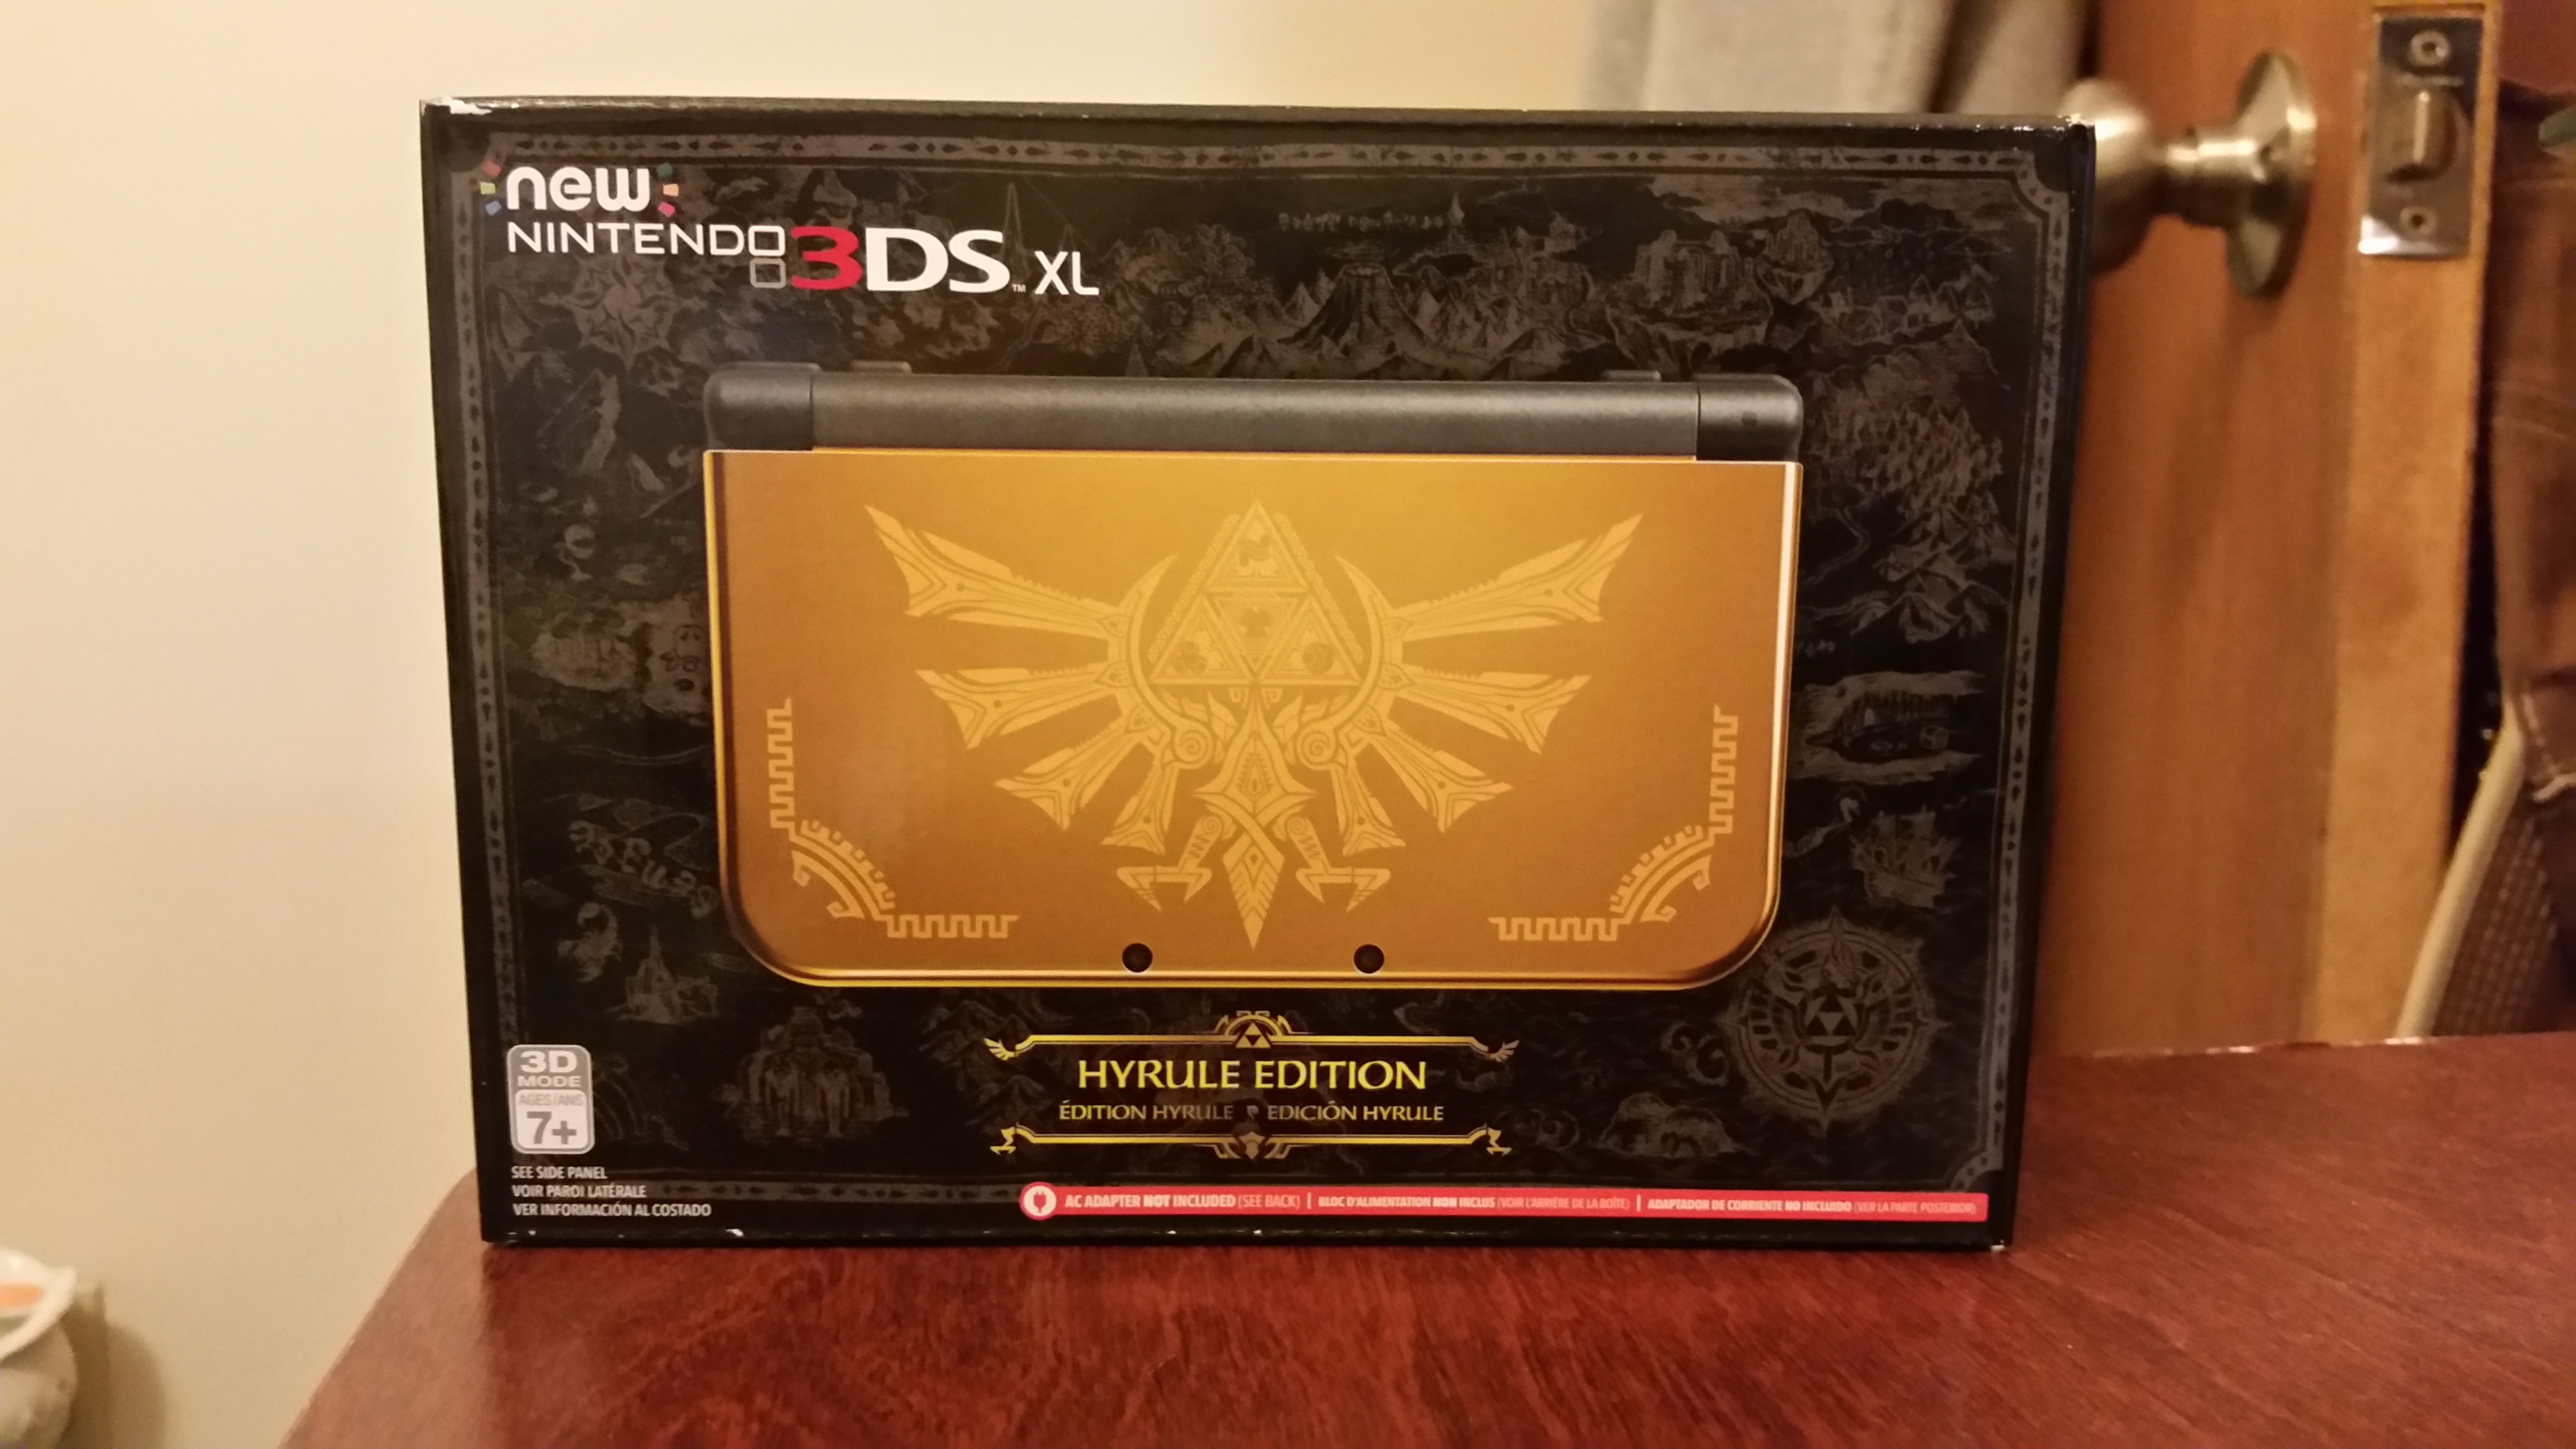 new
NINTENDO 3DS™ XL
HYRULE EDITION
ÉDITION HYRULE EDICIÓN HYRULE
3D
MODE
AGES/ANS
7+
SEE SIDE PANEL
VOIR PAROI LATÉRALE
VER INFORMACIÓN AL COSTADO
AC ADAPTER NOT INCLUDED (SEE BACK) | BLOC D'ALIMENTATION NON INCLUS (VOIR L'ARRIÈRE DE LA BOÎTE) | ADAPTADOR DE CORRIENTE NO INCLUIDO (VER LA PARTE POSTERIOR)